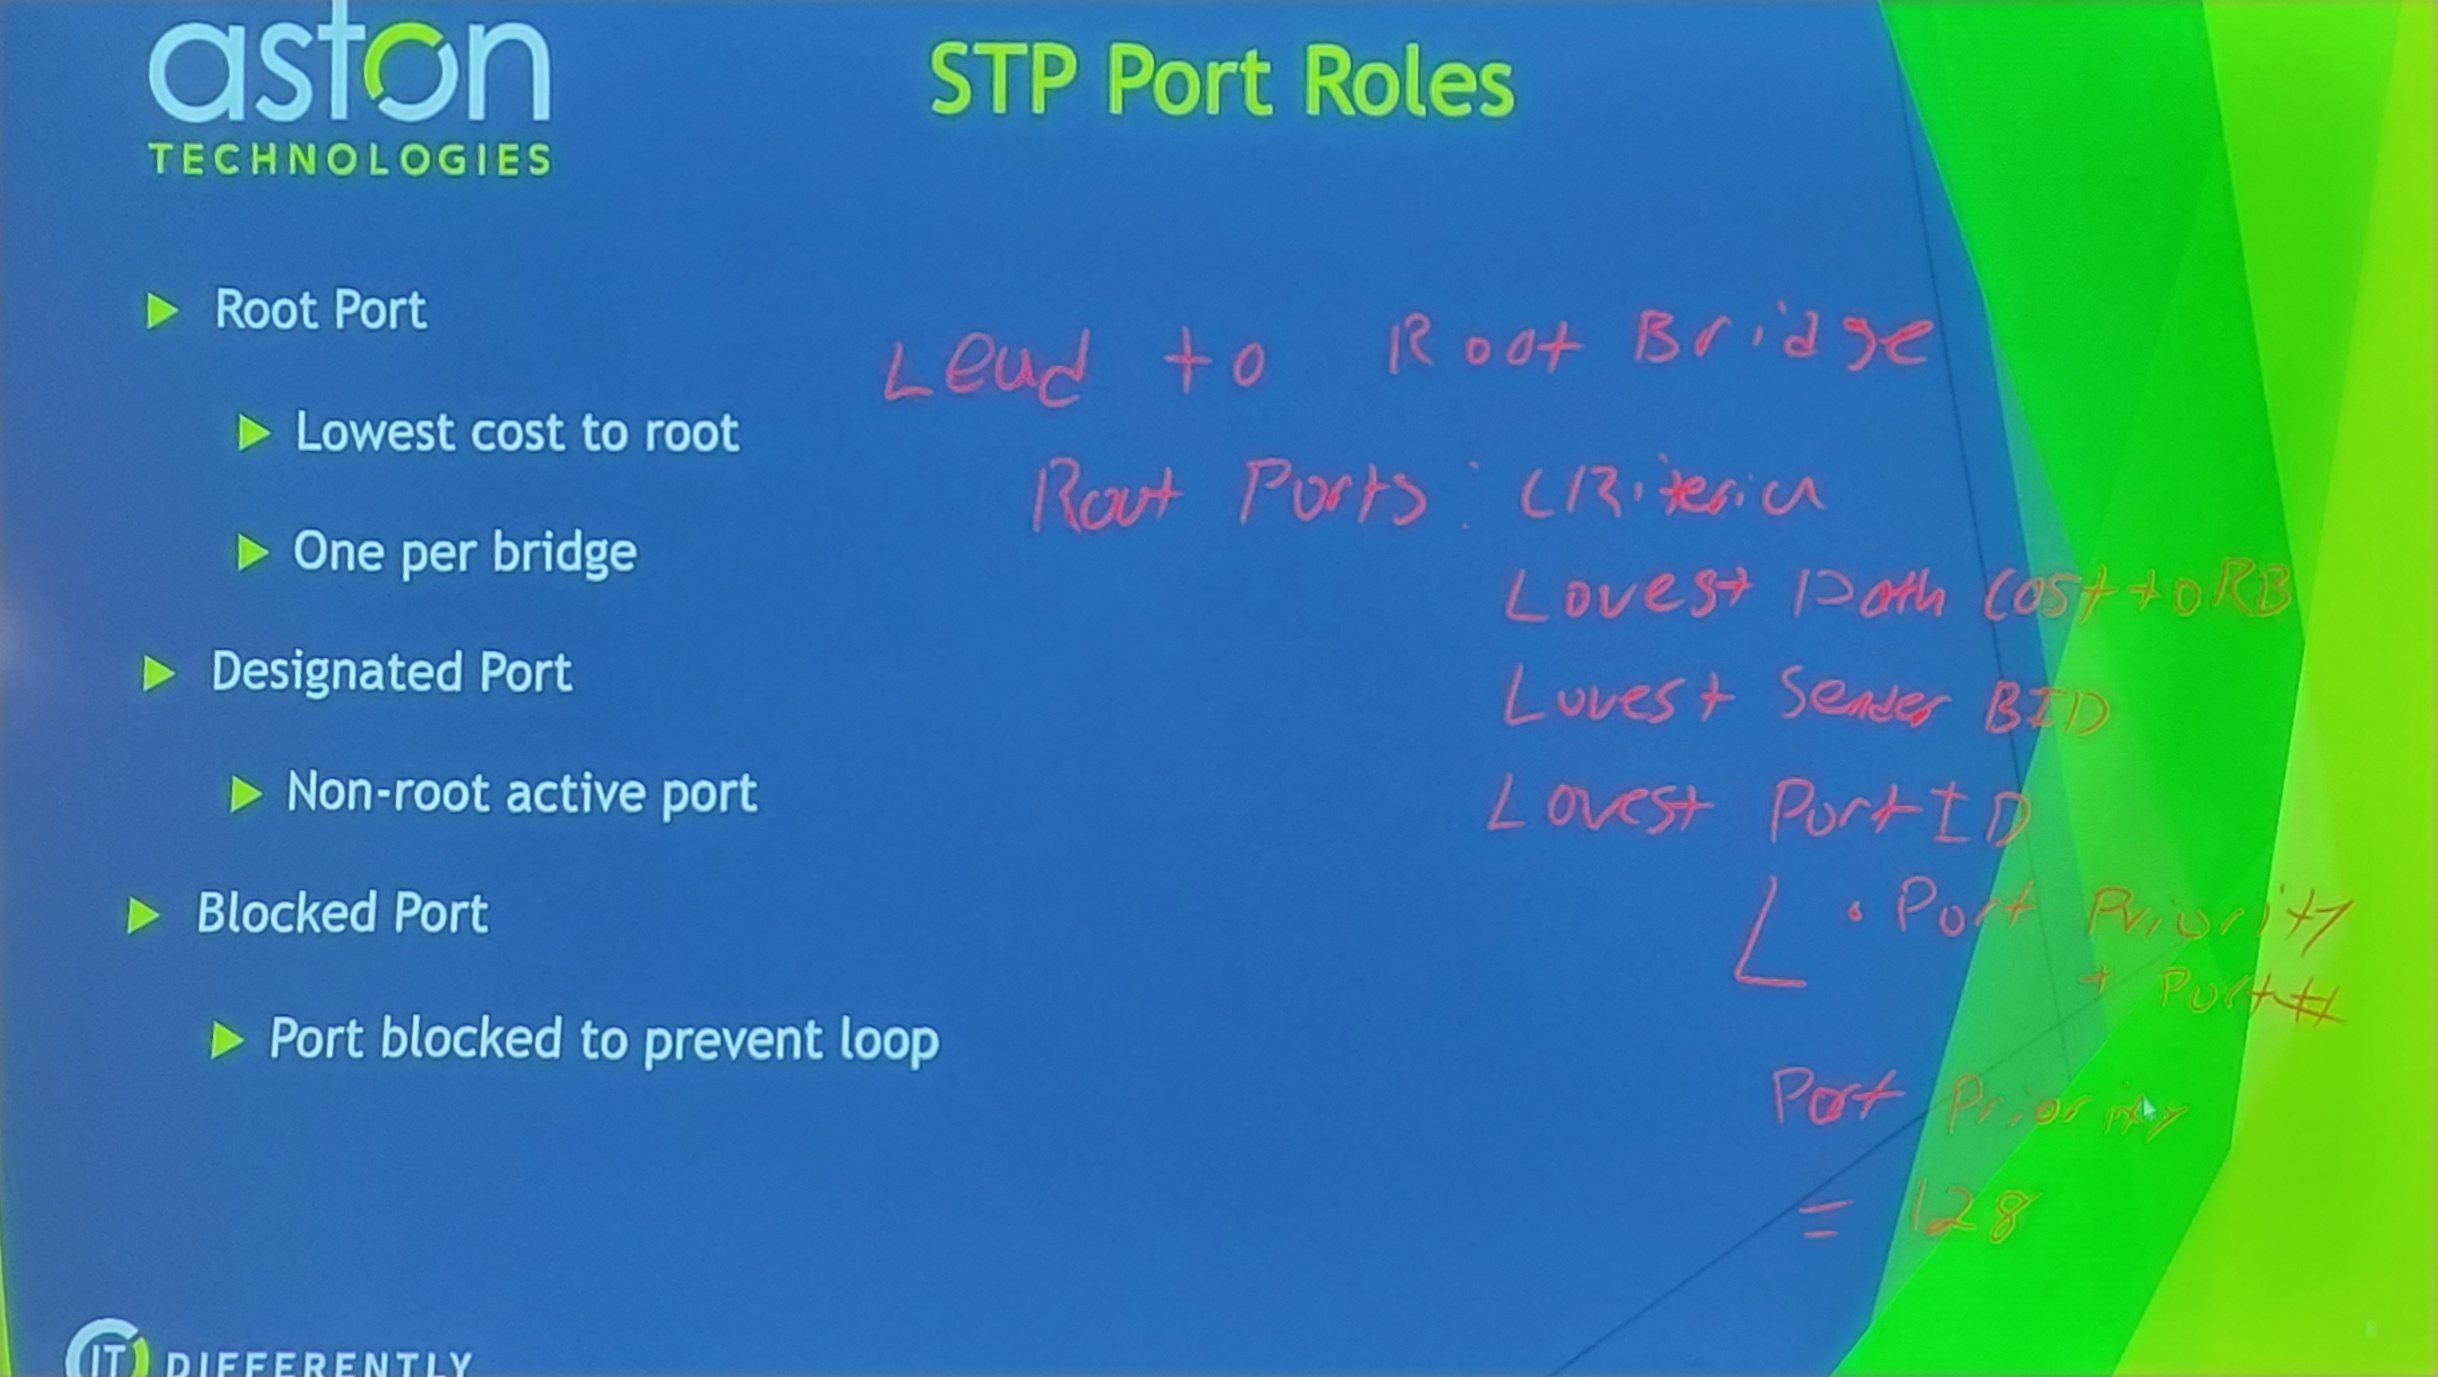 aston
TECHNOLOGIES
STP Port Roles
Root Port
Lowest cost to root
One per bridge
Designated Port
Non-root active port
Blocked Port
Port blocked to prevent loop
Lead to Root Bridge
Root Ports: CRiteria
Lowest Path Cost to RB
Lowest Sender BID
Lowest Port ID
• Port Priority
+ Port #
Port Priority
= 128
IT DIFFERENTLY